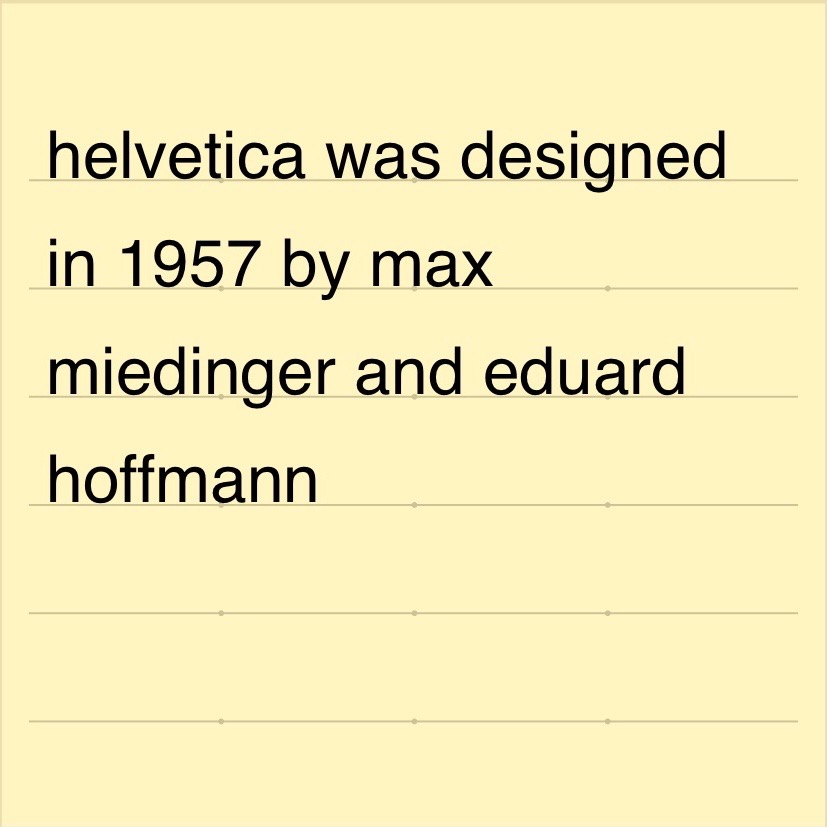 helvetica was designed
in 1957 by max
miedinger and eduard
hoffmann